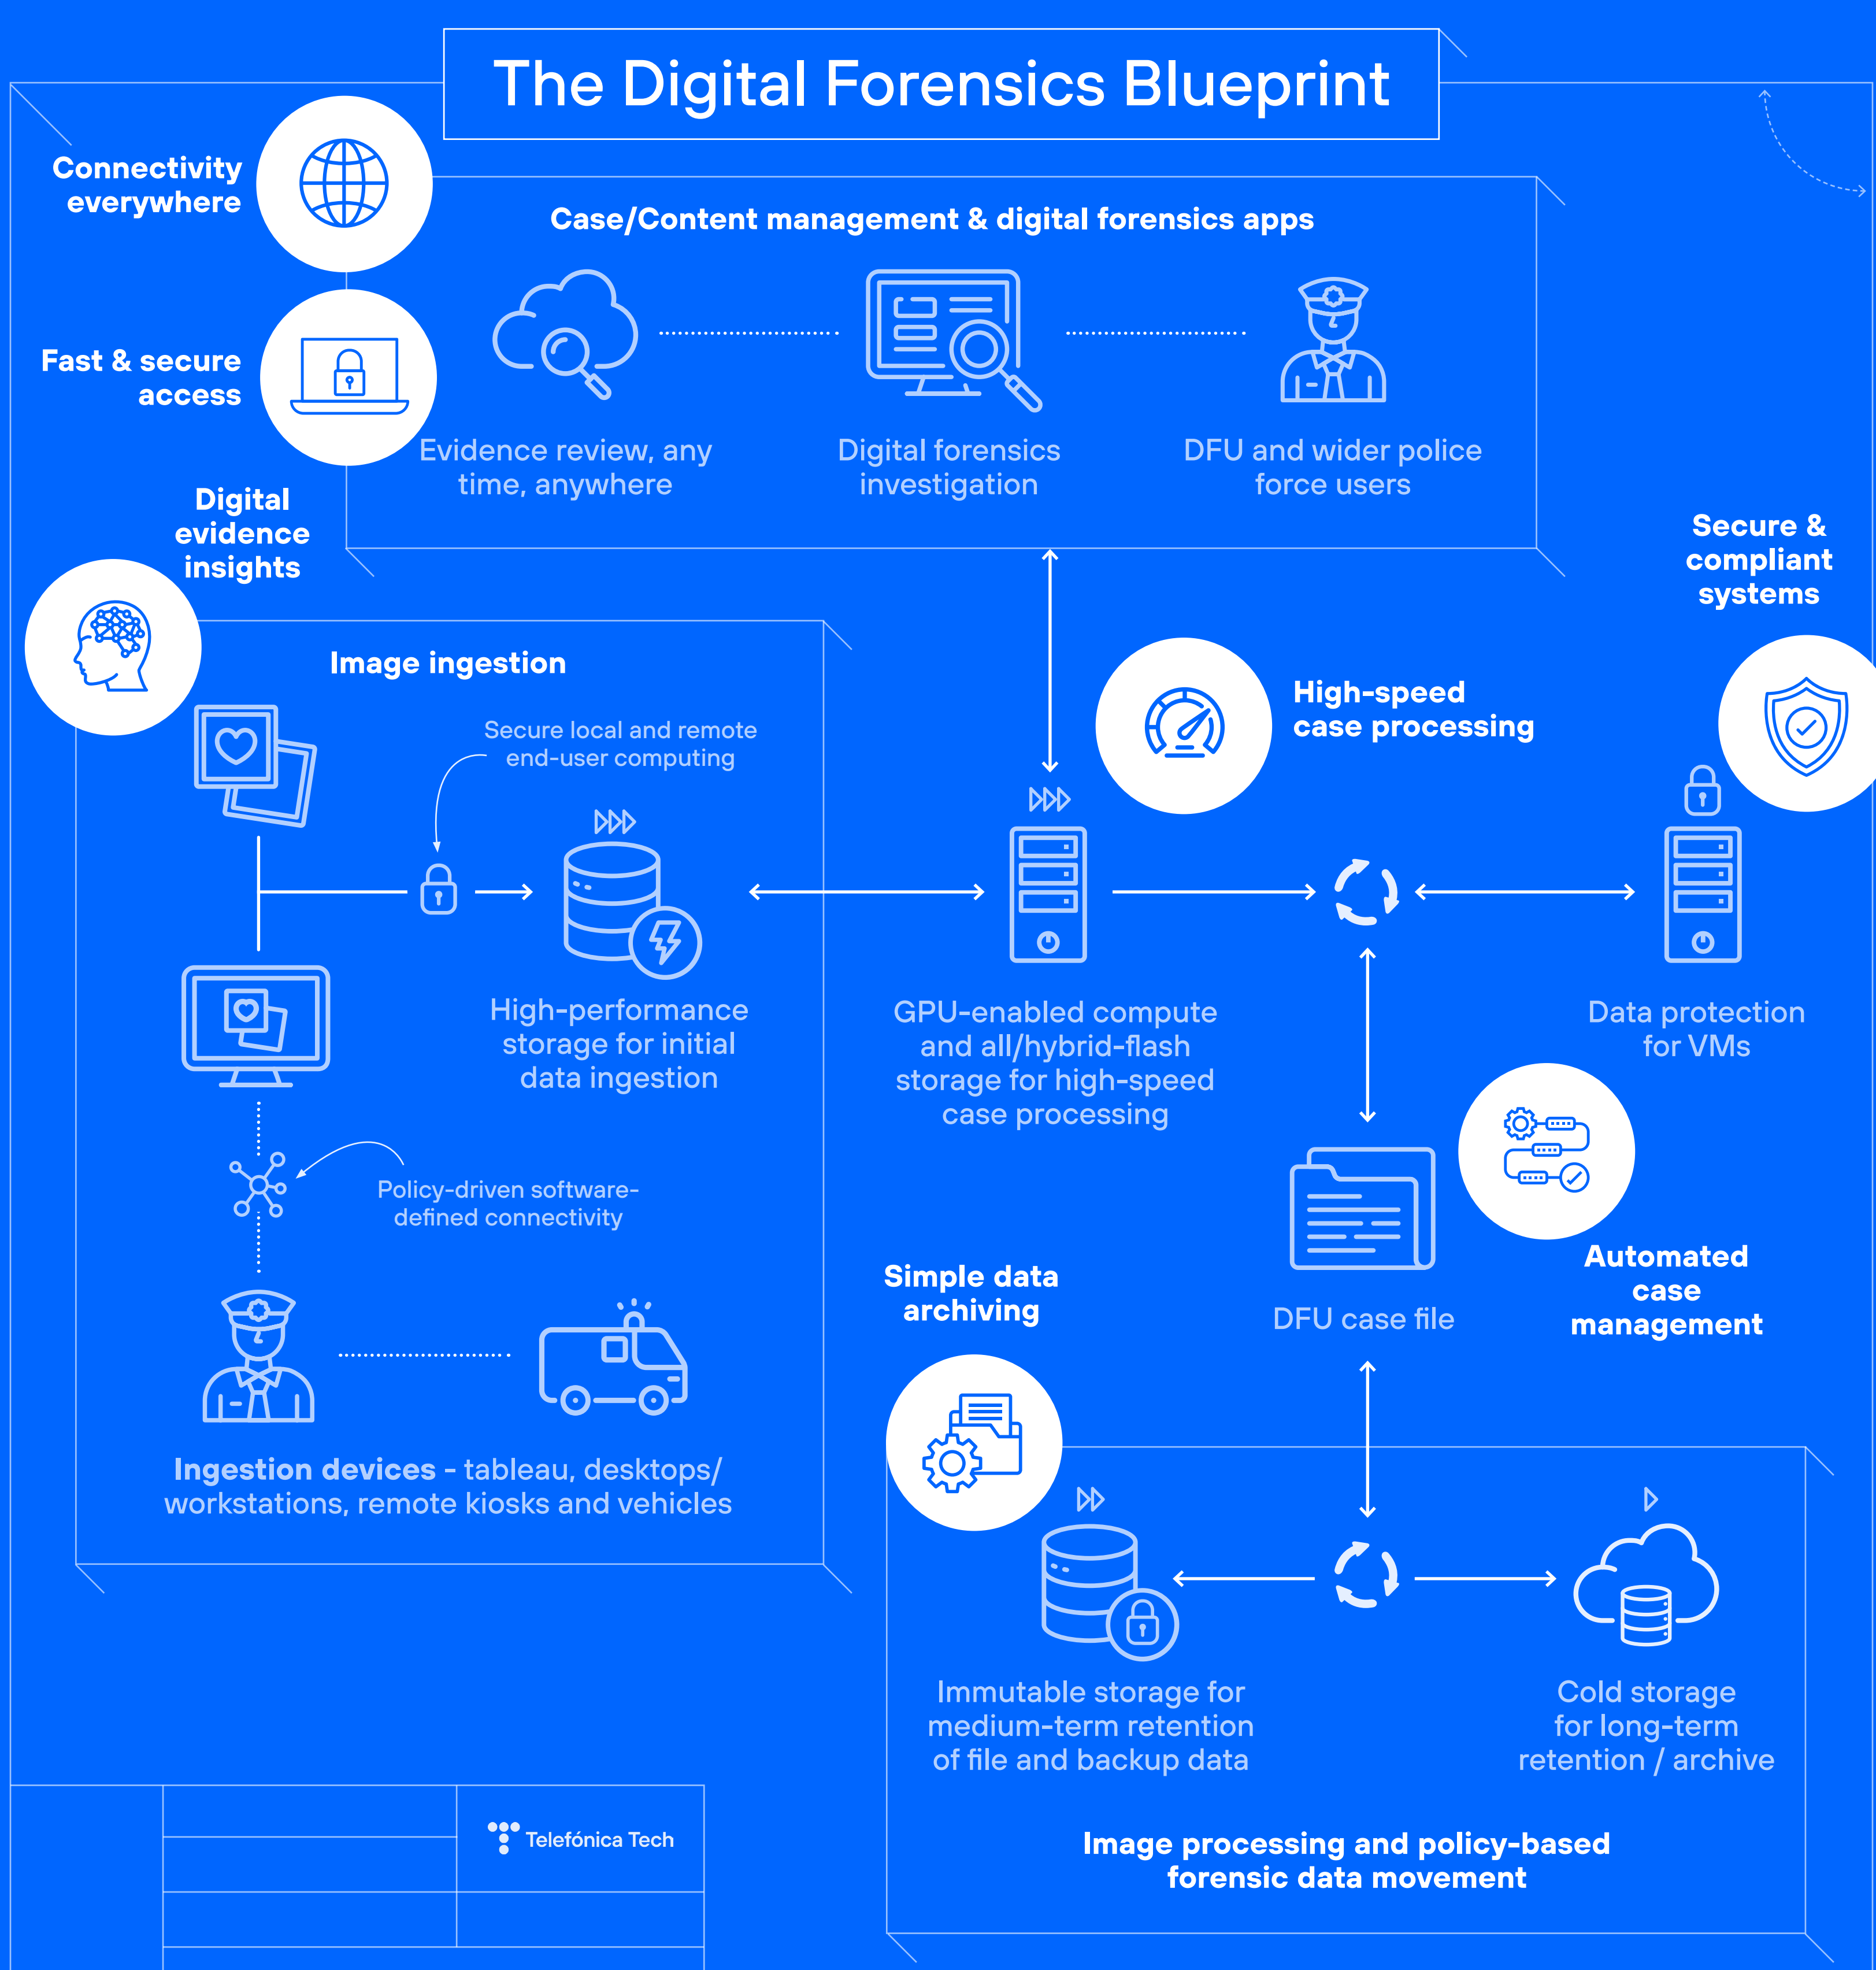 The Digital Forensics Blueprint
Connectivity
everywhere
Case/Content management & digital forensics apps
Fast & secure
access
Evidence review, any
time, anywhere
Digital forensics
investigation
DFU and wider police
force users
Digital
evidence
insights
Secure &
compliant
systems
Image ingestion
Secure local and remote
end-user computing
High-speed
case processing
High-performance
storage for initial
data ingestion
GPU-enabled compute
and all/hybrid-flash
storage for high-speed
case processing
Data protection
for VMs
Policy-driven software-
defined connectivity
Automated
case
management
Simple data
archiving
DFU case file
Ingestion devices - tableau, desktops/
workstations, remote kiosks and vehicles
Immutable storage for
medium-term retention
of file and backup data
Cold storage
for long-term
retention / archive
Image processing and policy-based
forensic data movement
Telefónica Tech